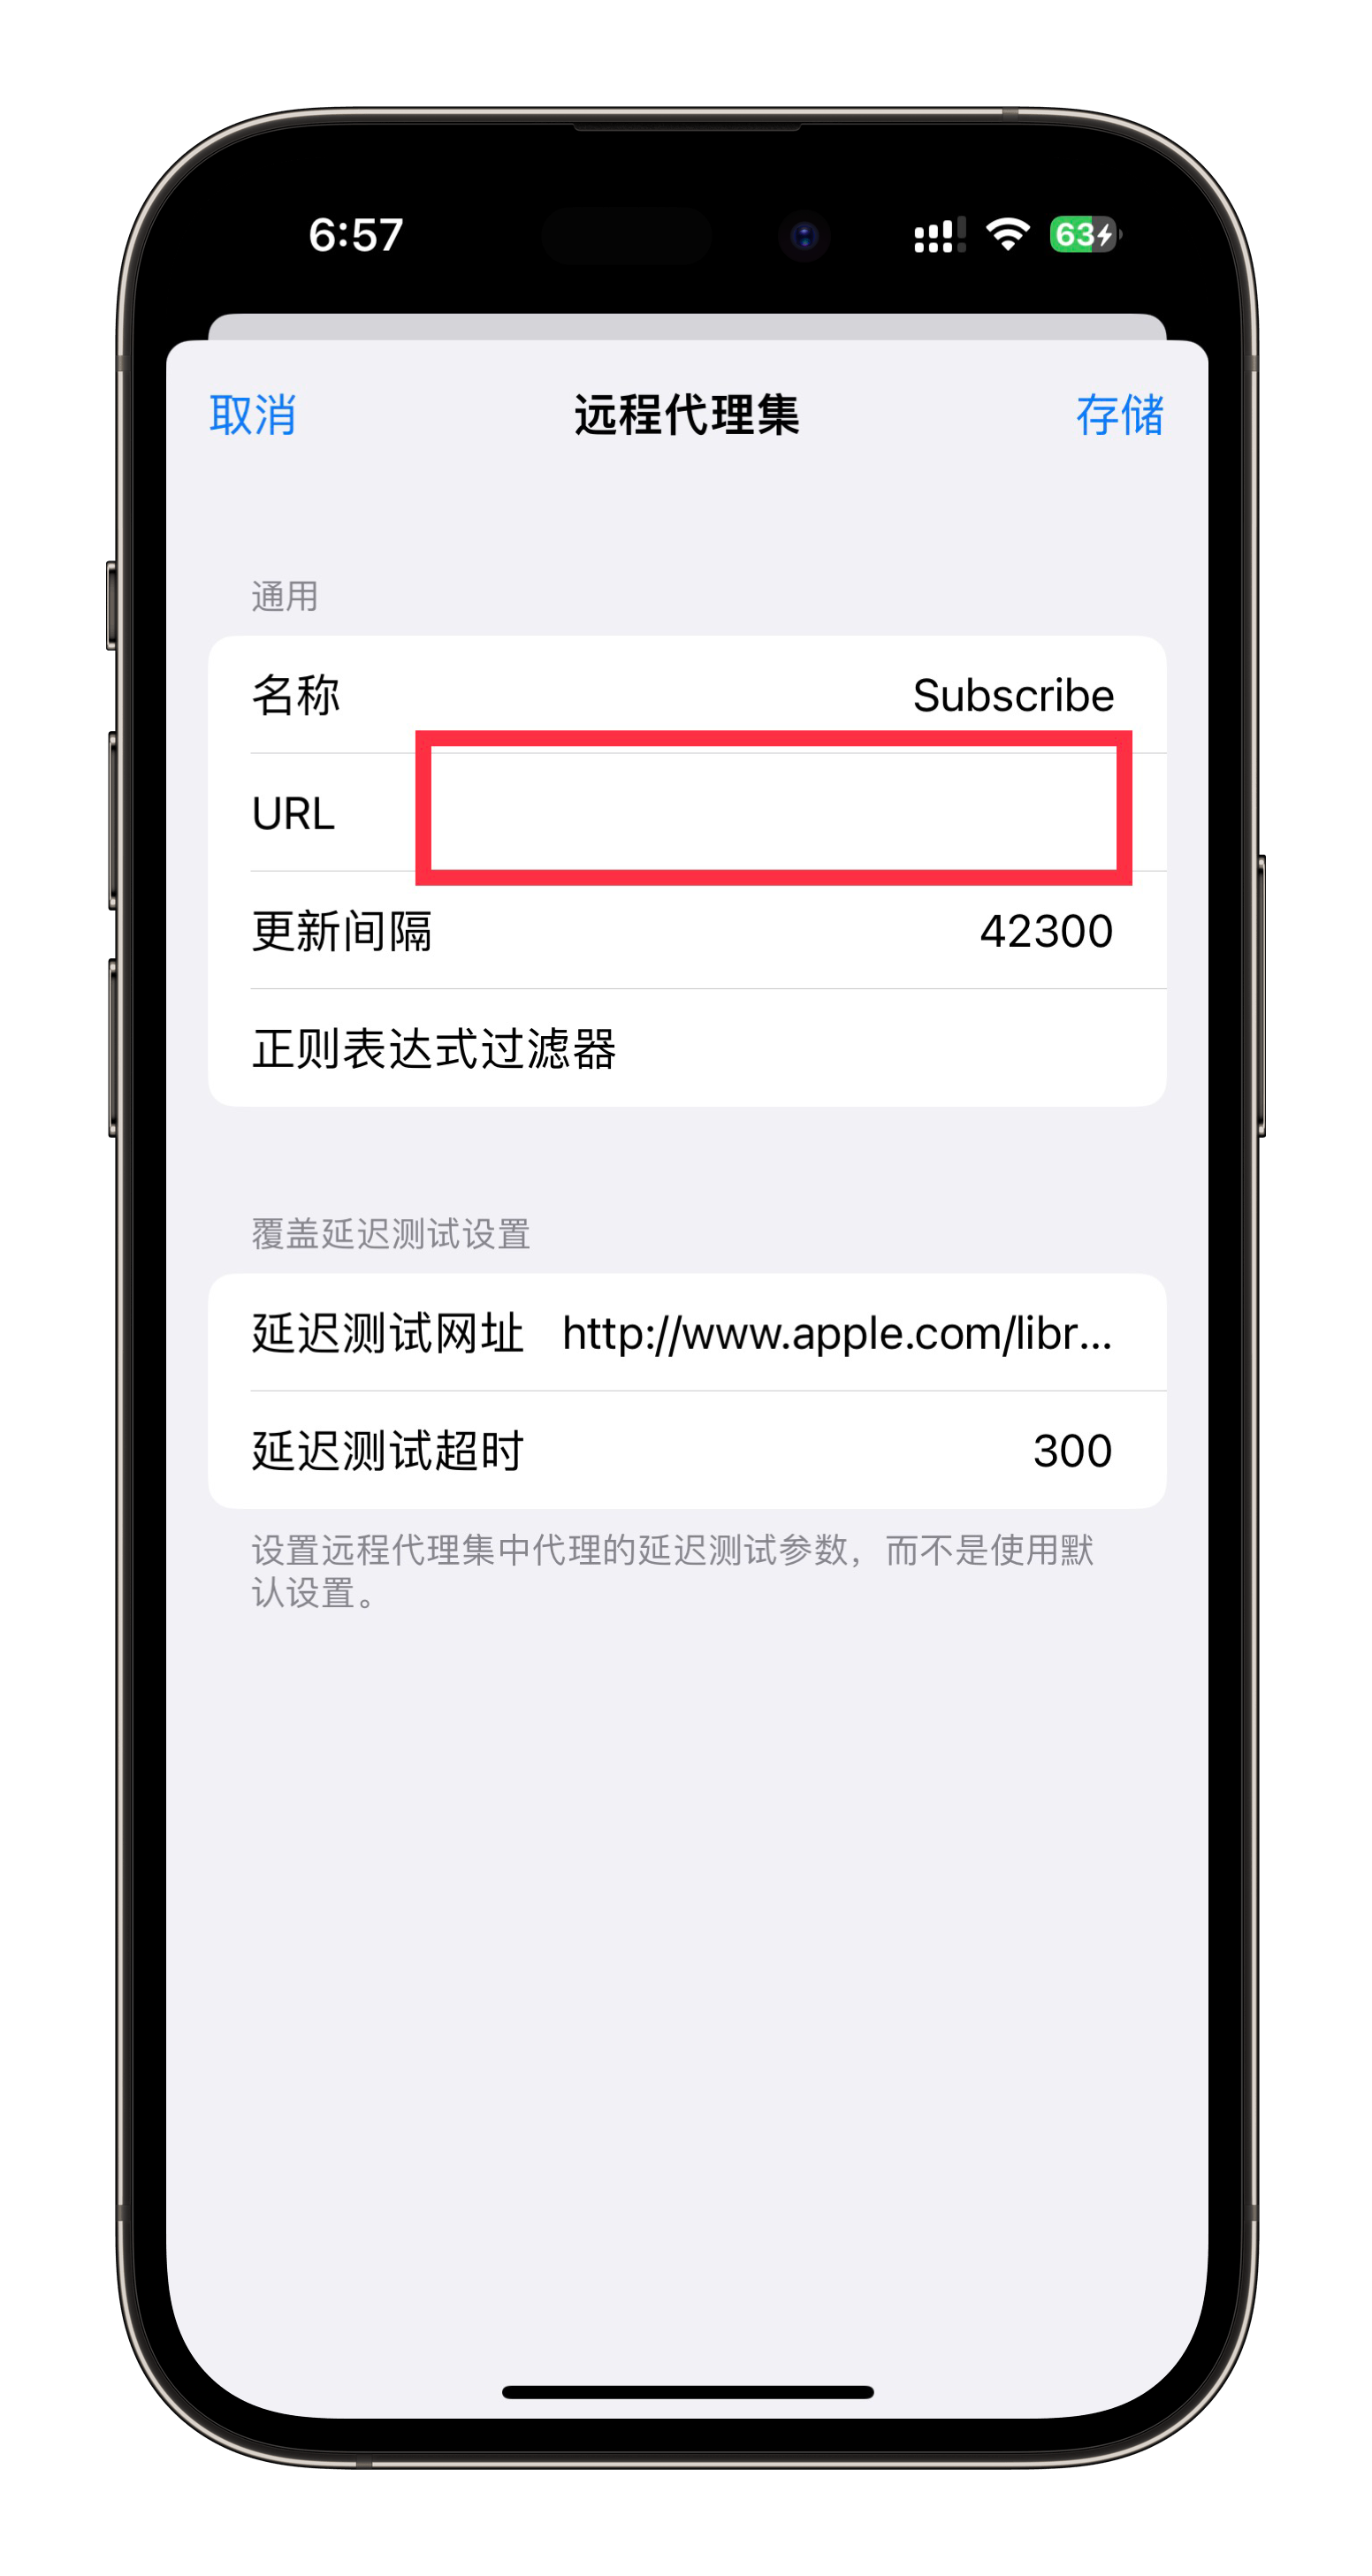 6:57
63
取消
远程代理集
存储
通用
名称 Subscribe
URL
更新间隔 42300
正则表达式过滤器
覆盖延迟测试设置
延迟测试网址 http://www.apple.com/libr...
延迟测试超时 300
设置远程代理集中代理的延迟测试参数，而不是使用默
认设置。